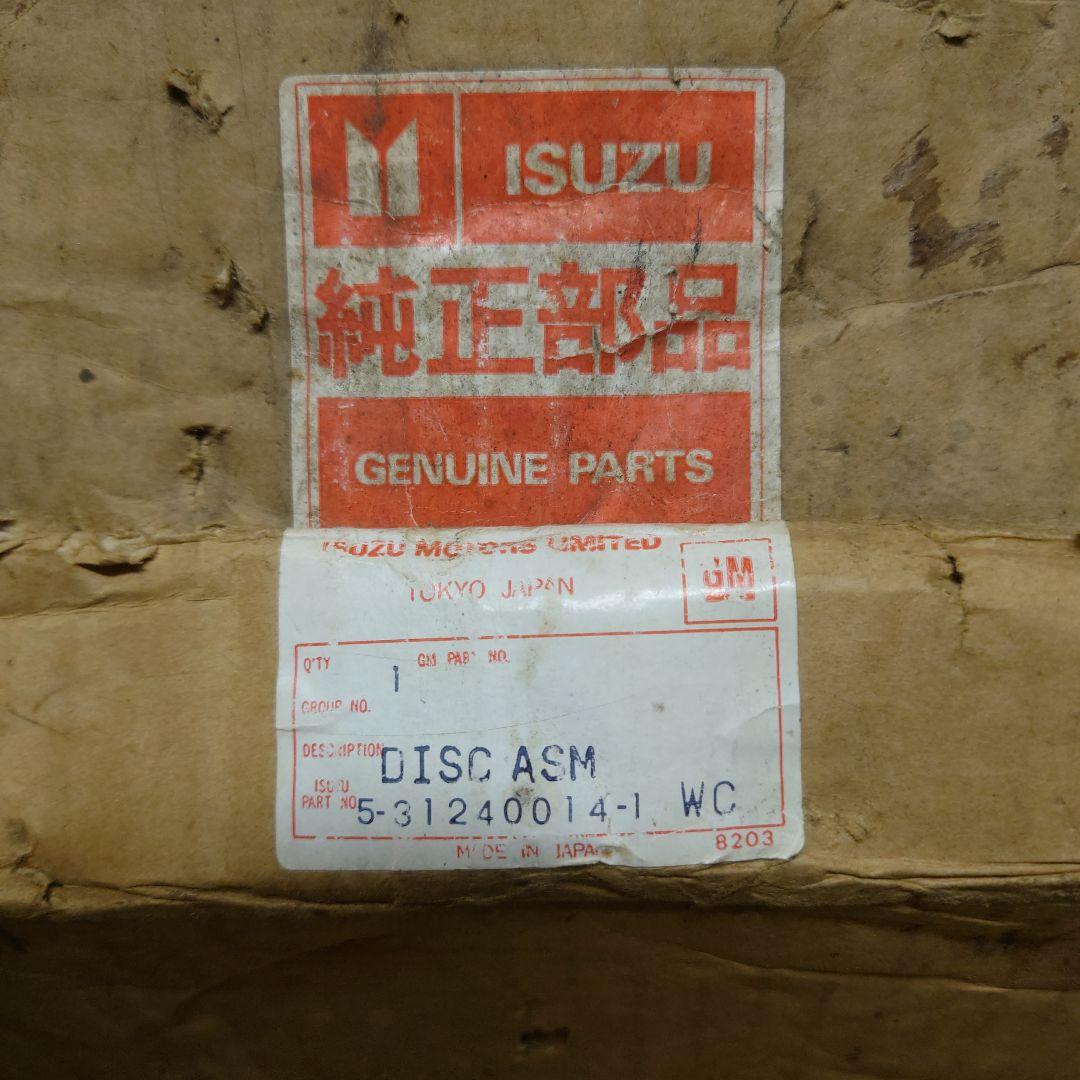 ISUZU
純正部品
GENUINE PARTS
ISUZU MOTORS LIMITED
TOKYO JAPAN
GM
Q'TY 1 GM PART NO.
GROUP NO.
DESCRIPTION DISC ASM
ISUZU PART NO. 5-31240014-1 WC
8203
MADE IN JAPAN